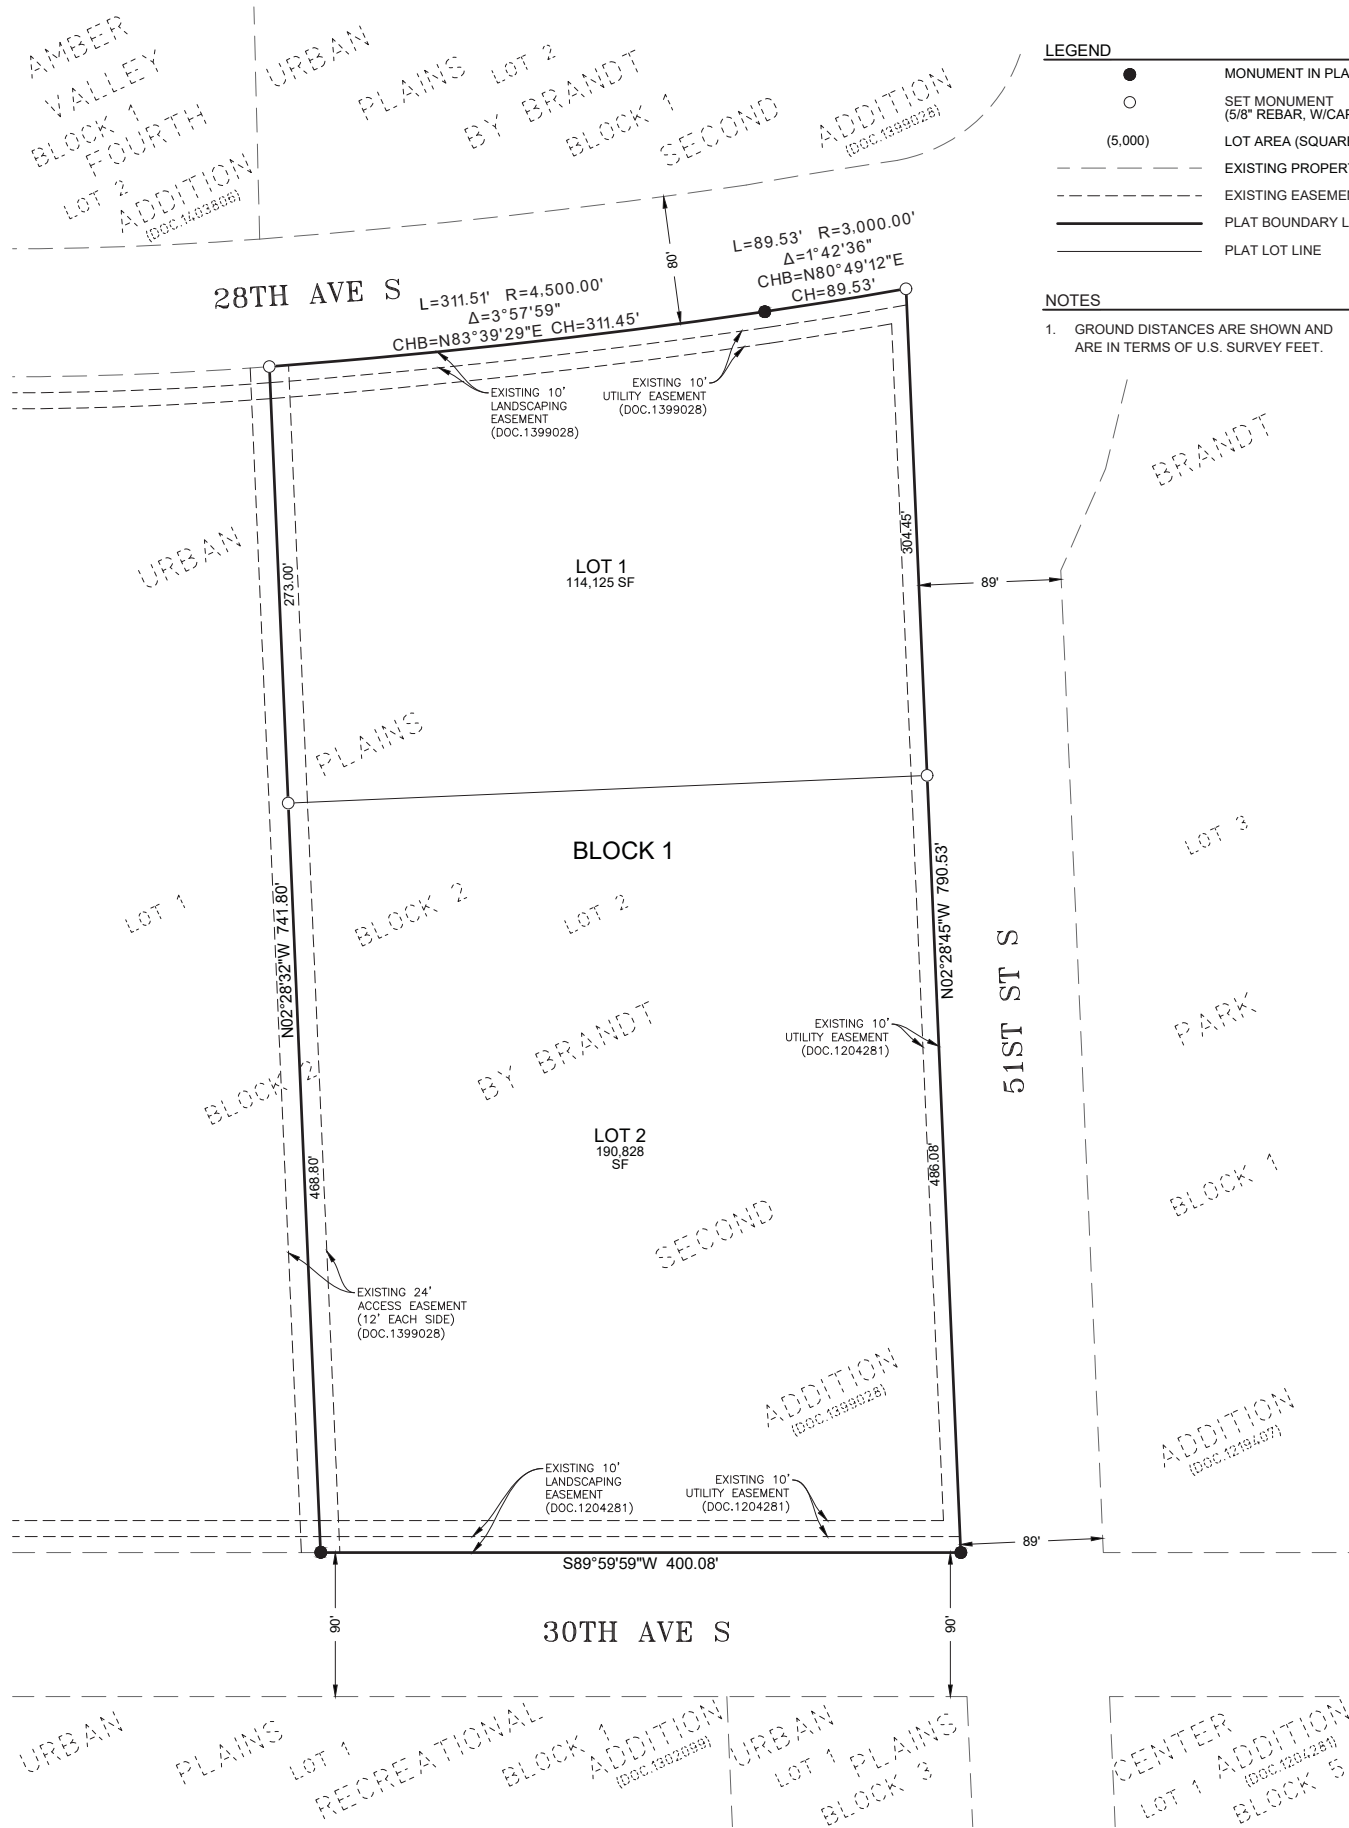 AMBER
VALLEY
BLOCK 1
FOURTH
LOT 2
ADDITION
(DOC.1403806)
URBAN
PLAINS
LOT 2
BY BRANDT
BLOCK 1
SECOND
ADDITION
(DOC.1399028)
LEGEND
MONUMENT IN PLA
SET MONUMENT
(5/8" REBAR, W/CAP
(5,000)
LOT AREA (SQUARE
EXISTING PROPERT
EXISTING EASEMEN
PLAT BOUNDARY L
PLAT LOT LINE
NOTES
1. GROUND DISTANCES ARE SHOWN AND
ARE IN TERMS OF U.S. SURVEY FEET.
28TH AVE S
L=311.51' R=4,500.00'
Δ=3°57'59"
CHB=N83°39'29"E CH=311.45'
80'
L=89.53' R=3,000.00'
Δ=1°42'36"
CHB=N80°49'12"E
CH=89.53'
EXISTING 10'
LANDSCAPING
EASEMENT
(DOC.1399028)
EXISTING 10'
UTILITY EASEMENT
(DOC.1399028)
BRANDT
URBAN
273.00'
LOT 1
114,125 SF
304.45'
89'
PLAINS
BLOCK 1
LOT 3
LOT 1
N02°28'32"W 741.80'
BLOCK 2
LOT 2
N02°28'45"W 790.53'
51ST ST S
PARK
BY BRANDT
EXISTING 10'
UTILITY EASEMENT
(DOC.1204281)
BLOCK 2
LOT 2
190,828
SF
468.80'
486.08'
BLOCK 1
SECOND
EXISTING 24'
ACCESS EASEMENT
(12' EACH SIDE)
(DOC.1399028)
ADDITION
(DOC.1399028)
ADDITION
(DOC.1219407)
EXISTING 10'
LANDSCAPING
EASEMENT
(DOC.1204281)
EXISTING 10'
UTILITY EASEMENT
(DOC.1204281)
89'
S89°59'59"W 400.08'
90'
30TH AVE S
90'
URBAN
PLAINS
LOT 1
RECREATIONAL
BLOCK 1
ADDITION
(DOC.1302099)
URBAN
LOT 1
PLAINS
BLOCK 3
CENTER
LOT 1
ADDITION
(DOC.1204281)
BLOCK 5